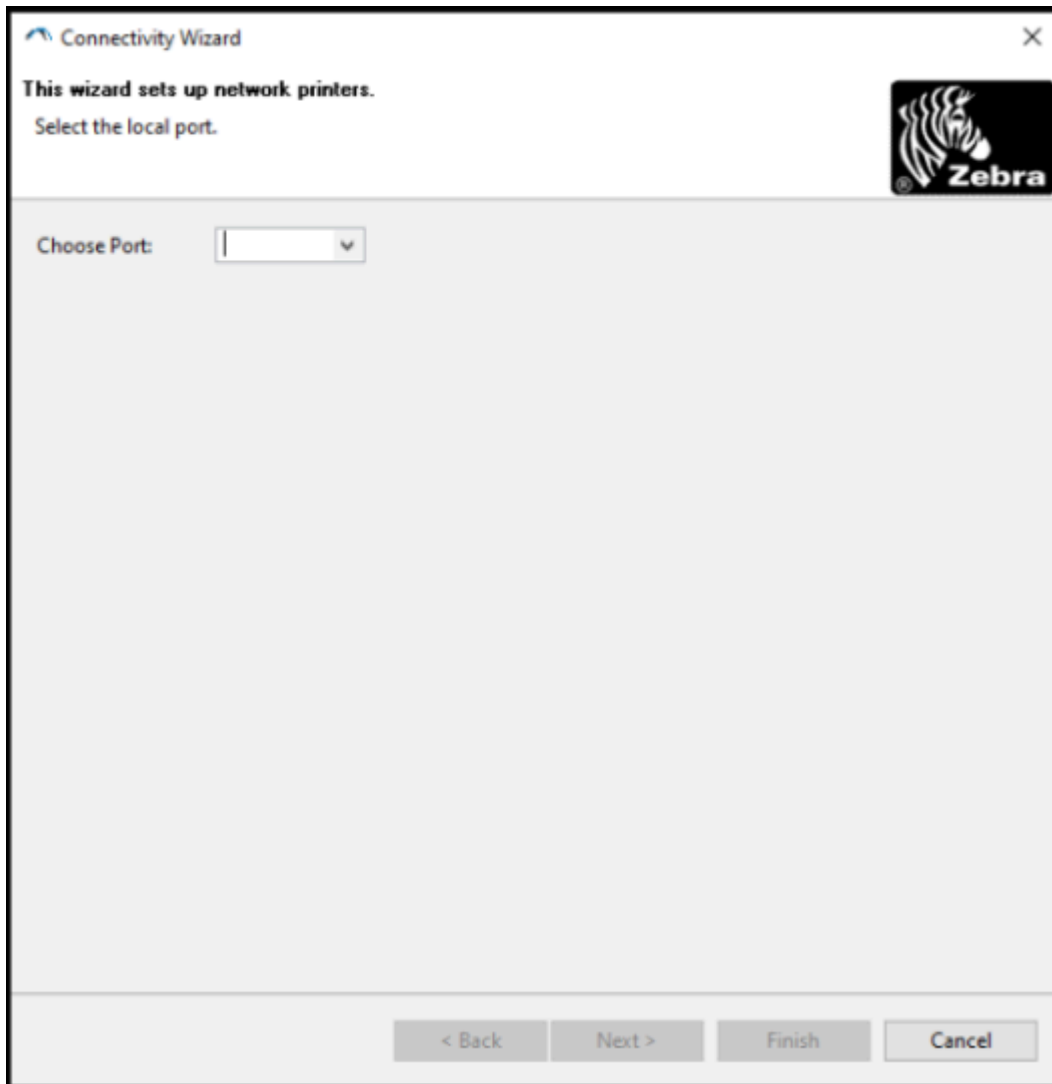 Connectivity Wizard
This wizard sets up network printers.
Select the local port.
® Zebra
Choose Port:
< Back Next > Finish Cancel